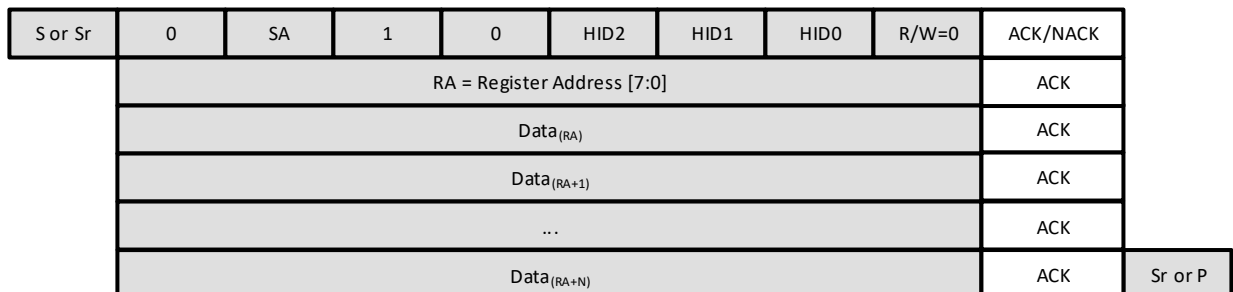 S or Sr 0 SA 1 0 HID2 HID1 HID0 R/W=0 ACK/NACK
RA = Register Address [7:0] ACK
Data(RA) ACK
Data(RA+1) ACK
... ACK
Data(RA+N) ACK Sr or P